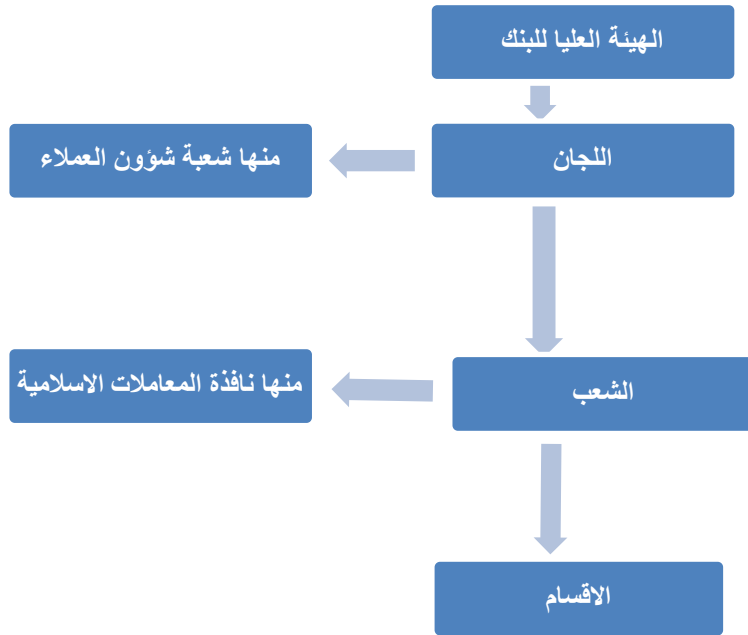 الهيئة العليا للبنك
اللجان
منها شعبة شؤون العملاء
الشعب
منها نافذة المعاملات الاسلامية
الاقسام